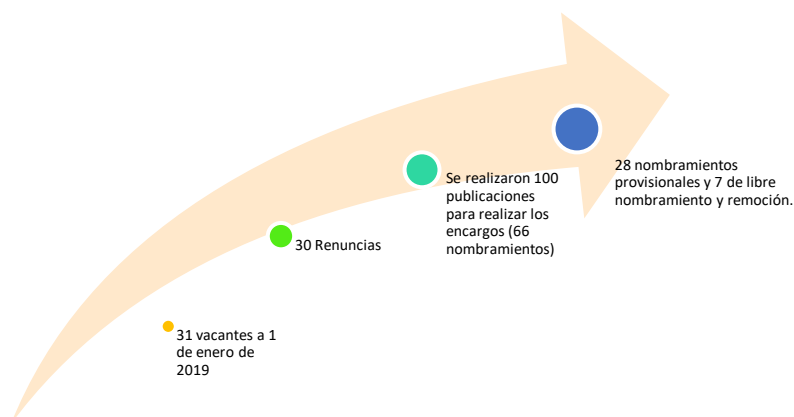 31 vacantes a 1
de enero de
2019
30 Renuncias
Se realizaron 100
publicaciones
para realizar los
encargos (66
nombramientos)
28 nombramientos
provisionales y 7 de libre
nombramiento y remoción.